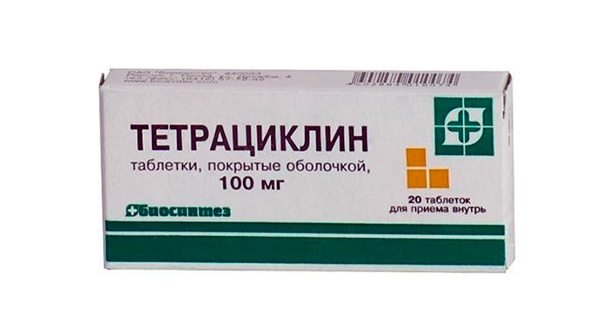 ТЕТРАЦИКЛИН
таблетки, покрытые оболочкой,
100 мг
20 таблеток
для приема внутрь
биосинтез